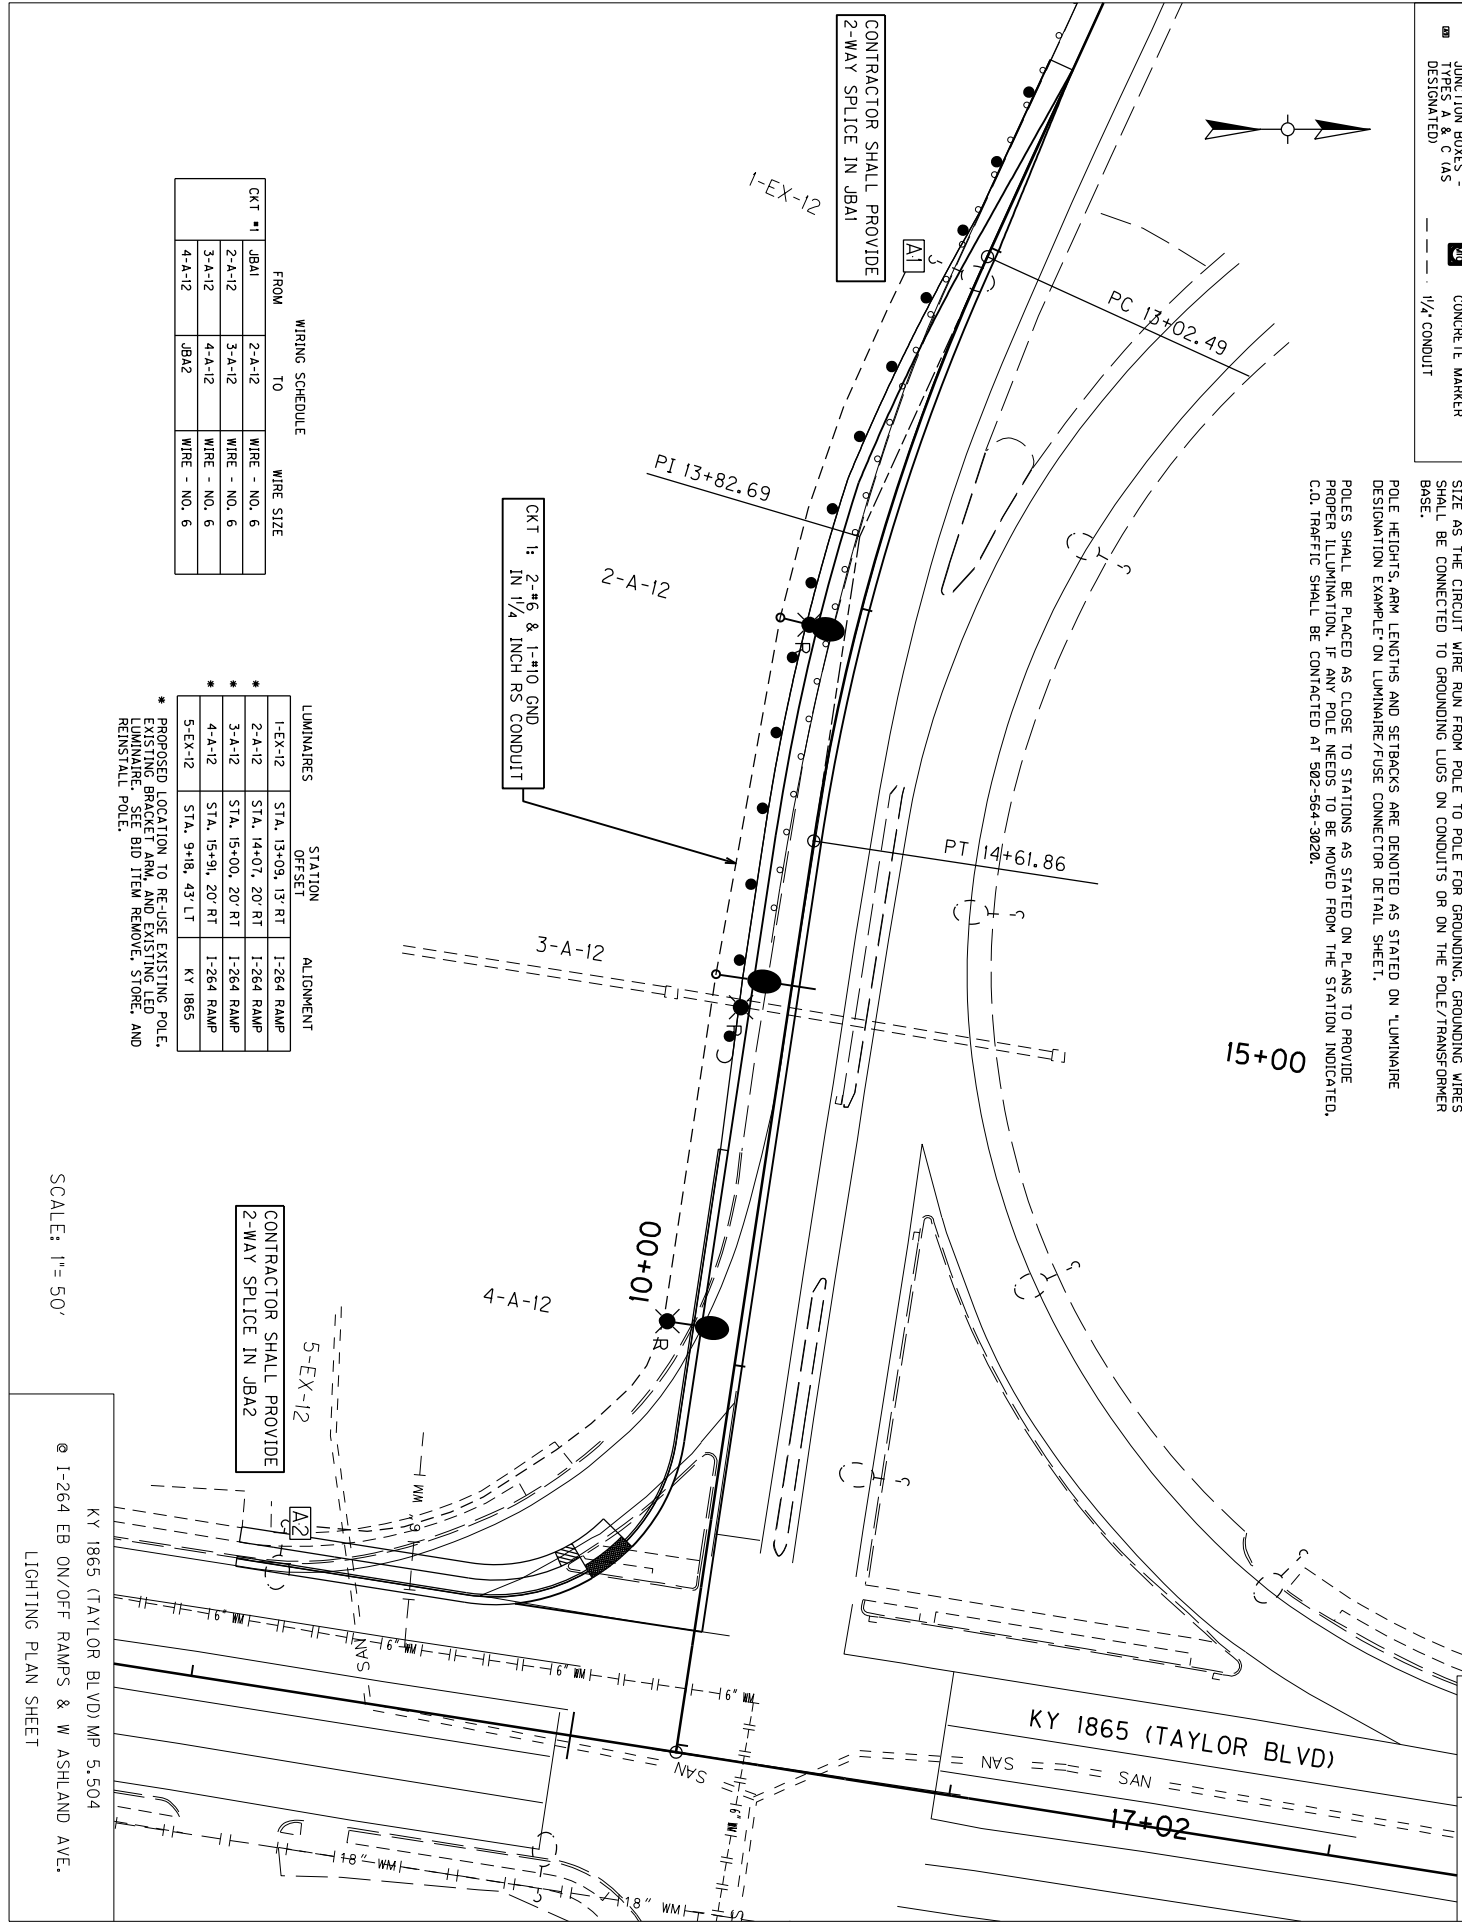 JUNCTION BOXES -
TYPES A & C (AS
DESIGNATED)
CONCRETE MARKER
1¼" CONDUIT
SIZE AS THE CIRCUIT WIRE RUN FROM POLE TO POLE FOR GROUNDING. GROUNDING WIRES
SHALL BE CONNECTED TO GROUNDING LUGS ON CONDUITS OR ON THE POLE/TRANSFORMER
BASE.
POLE HEIGHTS, ARM LENGTHS AND SETBACKS ARE DENOTED AS STATED ON "LUMINAIRE
DESIGNATION EXAMPLE" ON LUMINAIRE/FUSE CONNECTOR DETAIL SHEET.
POLES SHALL BE PLACED AS CLOSE TO STATIONS AS STATED ON PLANS TO PROVIDE
PROPER ILLUMINATION. IF ANY POLE NEEDS TO BE MOVED FROM THE STATION INDICATED,
C.O. TRAFFIC SHALL BE CONTACTED AT 502-564-3020.
CONTRACTOR SHALL PROVIDE
2-WAY SPLICE IN JBA1
1-EX-12
A1
PC 13+02.49
PI 13+82.69
2-A-12
R
CKT 1: 2-#6 & 1-#10 GND
IN 1¼ INCH RS CONDUIT
PT 14+61.86
3-A-12
R
15+00
10+00
4-A-12
R
5-EX-12
CONTRACTOR SHALL PROVIDE
2-WAY SPLICE IN JBA2
A2
6" WM
SAN
6" WM
6" WM
6" WM
6" WM
SAN
6" WM
18" WM
18" WM
KY 1865 (TAYLOR BLVD)
SAN
SAN
17+02
WIRING SCHEDULE
FROM TO WIRE SIZE
CKT #1 JBA1 2-A-12 WIRE - NO. 6
2-A-12 3-A-12 WIRE - NO. 6
3-A-12 4-A-12 WIRE - NO. 6
4-A-12 JBA2 WIRE - NO. 6
LUMINAIRES STATION OFFSET ALIGNMENT
1-EX-12 STA. 13+09, 13' RT I-264 RAMP
* 2-A-12 STA. 14+07, 20' RT I-264 RAMP
* 3-A-12 STA. 15+00, 20' RT I-264 RAMP
* 4-A-12 STA. 15+91, 20' RT I-264 RAMP
5-EX-12 STA. 9+18, 43' LT KY 1865
* PROPOSED LOCATION TO RE-USE EXISTING POLE,
EXISTING BRACKET ARM, AND EXISTING LED
LUMINAIRE. SEE BID ITEM REMOVE, STORE, AND
REINSTALL POLE.
SCALE: 1"= 50'
KY 1865 (TAYLOR BLVD) MP 5.504
@ I-264 EB ON/OFF RAMPS & W ASHLAND AVE.
LIGHTING PLAN SHEET